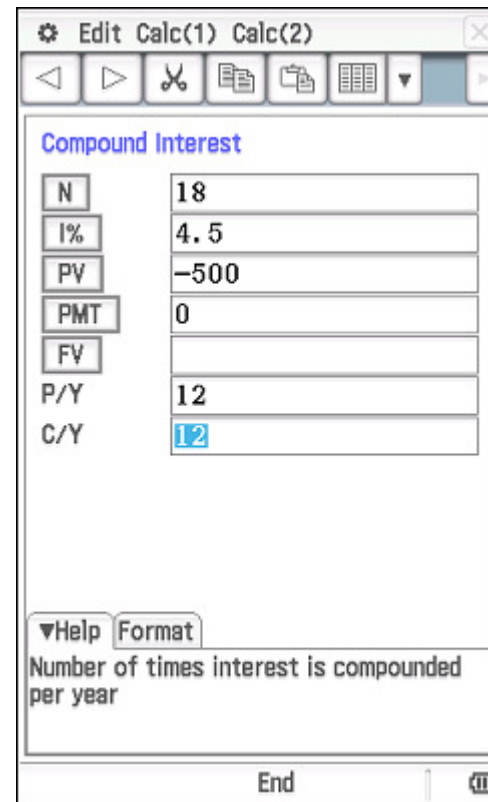 Edit Calc(1) Calc(2)
Compound Interest
N 18
I% 4.5
PV -500
PMT 0
FV
P/Y 12
C/Y 12
▼Help Format
Number of times interest is compounded
per year
End